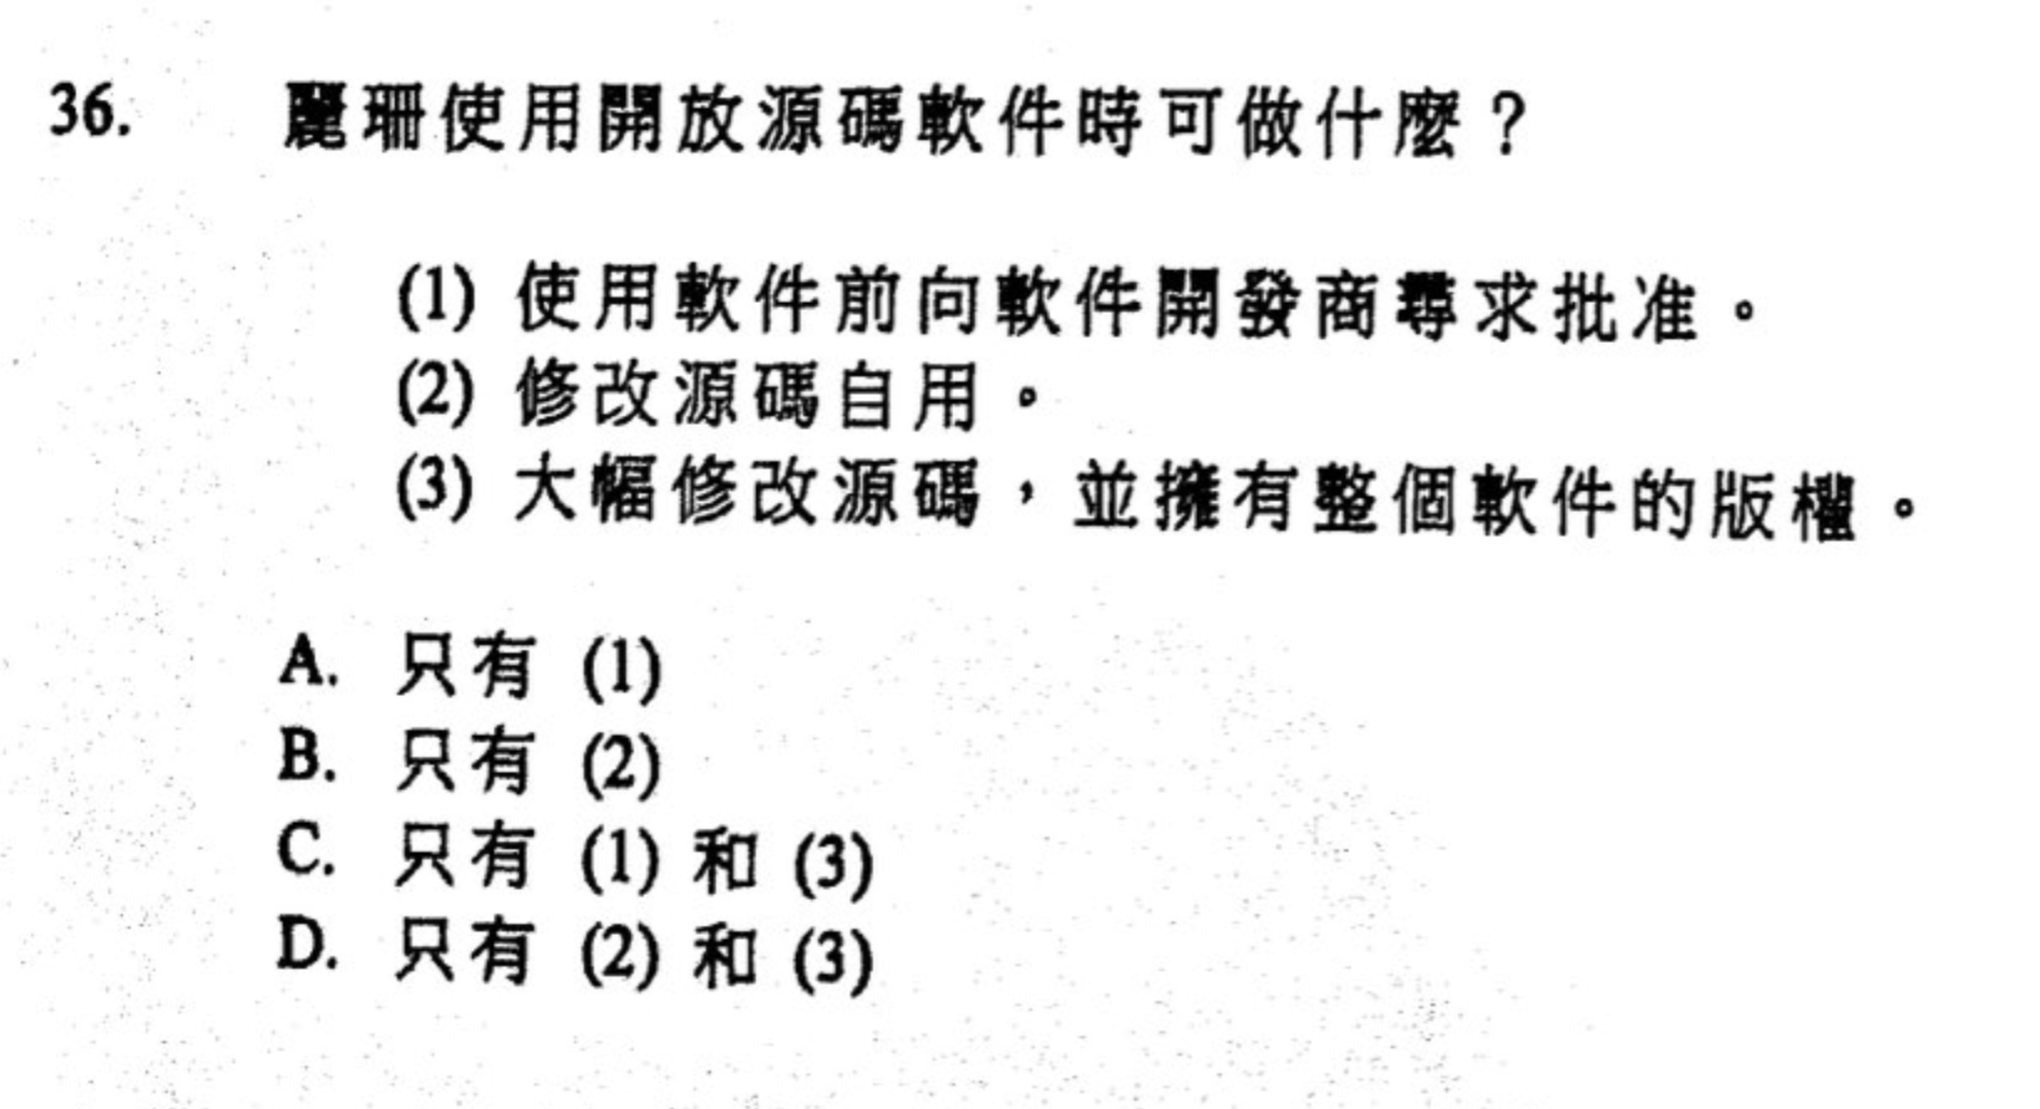 36. 麗珊使用開放源碼軟件時可做什麼？
(1) 使用軟件前向軟件開發商尋求批准。
(2) 修改源碼自用。
(3) 大幅修改源碼，並擁有整個軟件的版權。
A. 只有 (1)
B. 只有 (2)
C. 只有 (1) 和 (3)
D. 只有 (2) 和 (3)